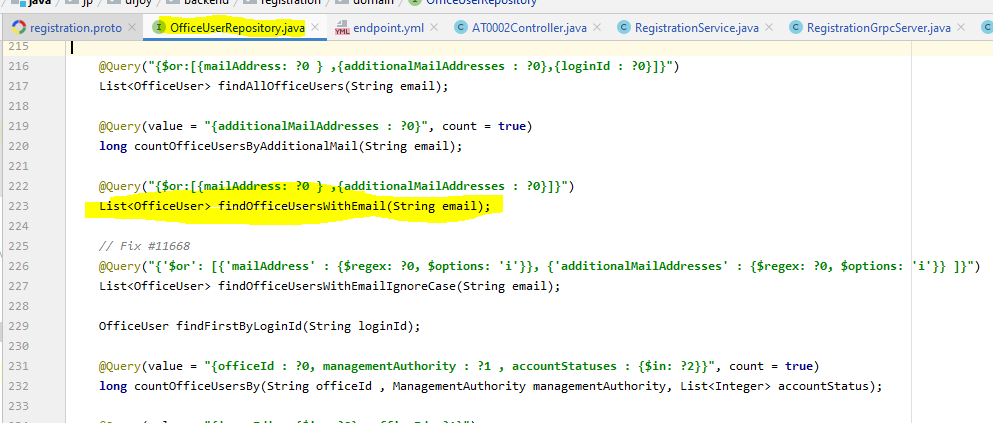 java jp backend registration domain OfficeUserRepository
registration.proto × OfficeUserRepository.java × YML endpoint.yml × AT0002Controller.java × RegistrationService.java × RegistrationGrpcServer.java ×
215
216 @Query("{$or:[{mailAddress: ?0 } ,{additionalMailAddresses : ?0},{loginId : ?0}]}")
217 List<OfficeUser> findAllOfficeUsers(String email);
218
219 @Query(value = "{additionalMailAddresses : ?0}", count = true)
220 long countOfficeUsersByAdditionalMail(String email);
221
222 @Query("{$or:[{mailAddress: ?0 } ,{additionalMailAddresses : ?0}]}")
223 List<OfficeUser> findOfficeUsersWithEmail(String email);
224
225 // Fix #11668
226 @Query("{'$or': [{'mailAddress' : {$regex: ?0, $options: 'i'}}, {'additionalMailAddresses' : {$regex: ?0, $options: 'i'}} ]}")
227 List<OfficeUser> findOfficeUsersWithEmailIgnoreCase(String email);
228
229 OfficeUser findFirstByLoginId(String loginId);
230
231 @Query(value = "{officeId : ?0, managementAuthority : ?1 , accountStatuses : {$in: ?2}}", count = true)
232 long countOfficeUsersBy(String officeId , ManagementAuthority managementAuthority, List<Integer> accountStatus);
233